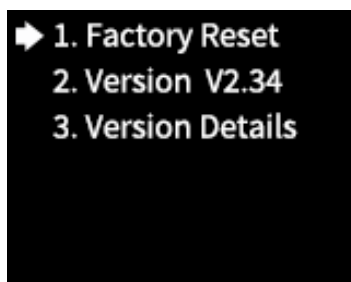 1. Factory Reset
2. Version V2.34
3. Version Details